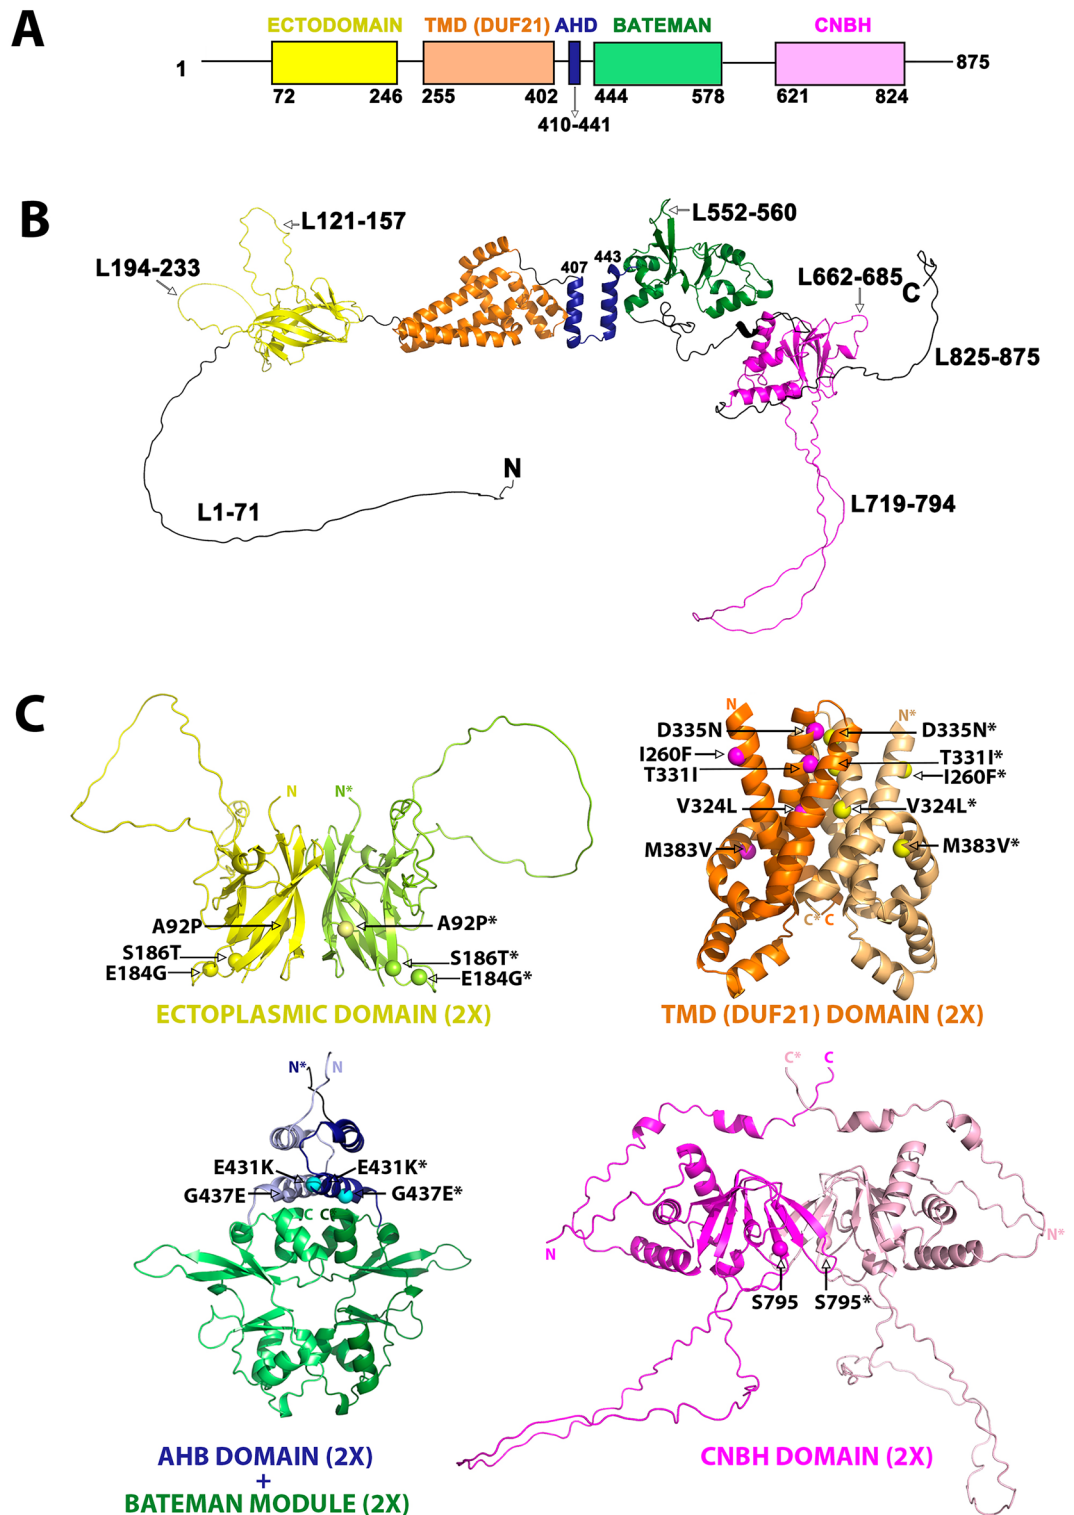 A
ECTODOMAIN TMD (DUF21) AHD BATEMAN CNBH
1 875
72 246 255 402 444 578 621 824
410-441
B
L121-157
L194-233
L552-560
407 443
L662-685
C
L825-875
N
L1-71
L719-794
C
N N*
A92P A92P*
S186T S186T*
E184G E184G*
ECTOPLASMIC DOMAIN (2X)
N N*
D335N D335N*
I260F T331I*
T331I I260F*
V324L V324L*
M383V M383V*
C* C
TMD (DUF21) DOMAIN (2X)
N* N
E431K E431K*
G437E G437E*
C C
AHB DOMAIN (2X)
+
BATEMAN MODULE (2X)
C* C
N N*
S795 S795*
CNBH DOMAIN (2X)